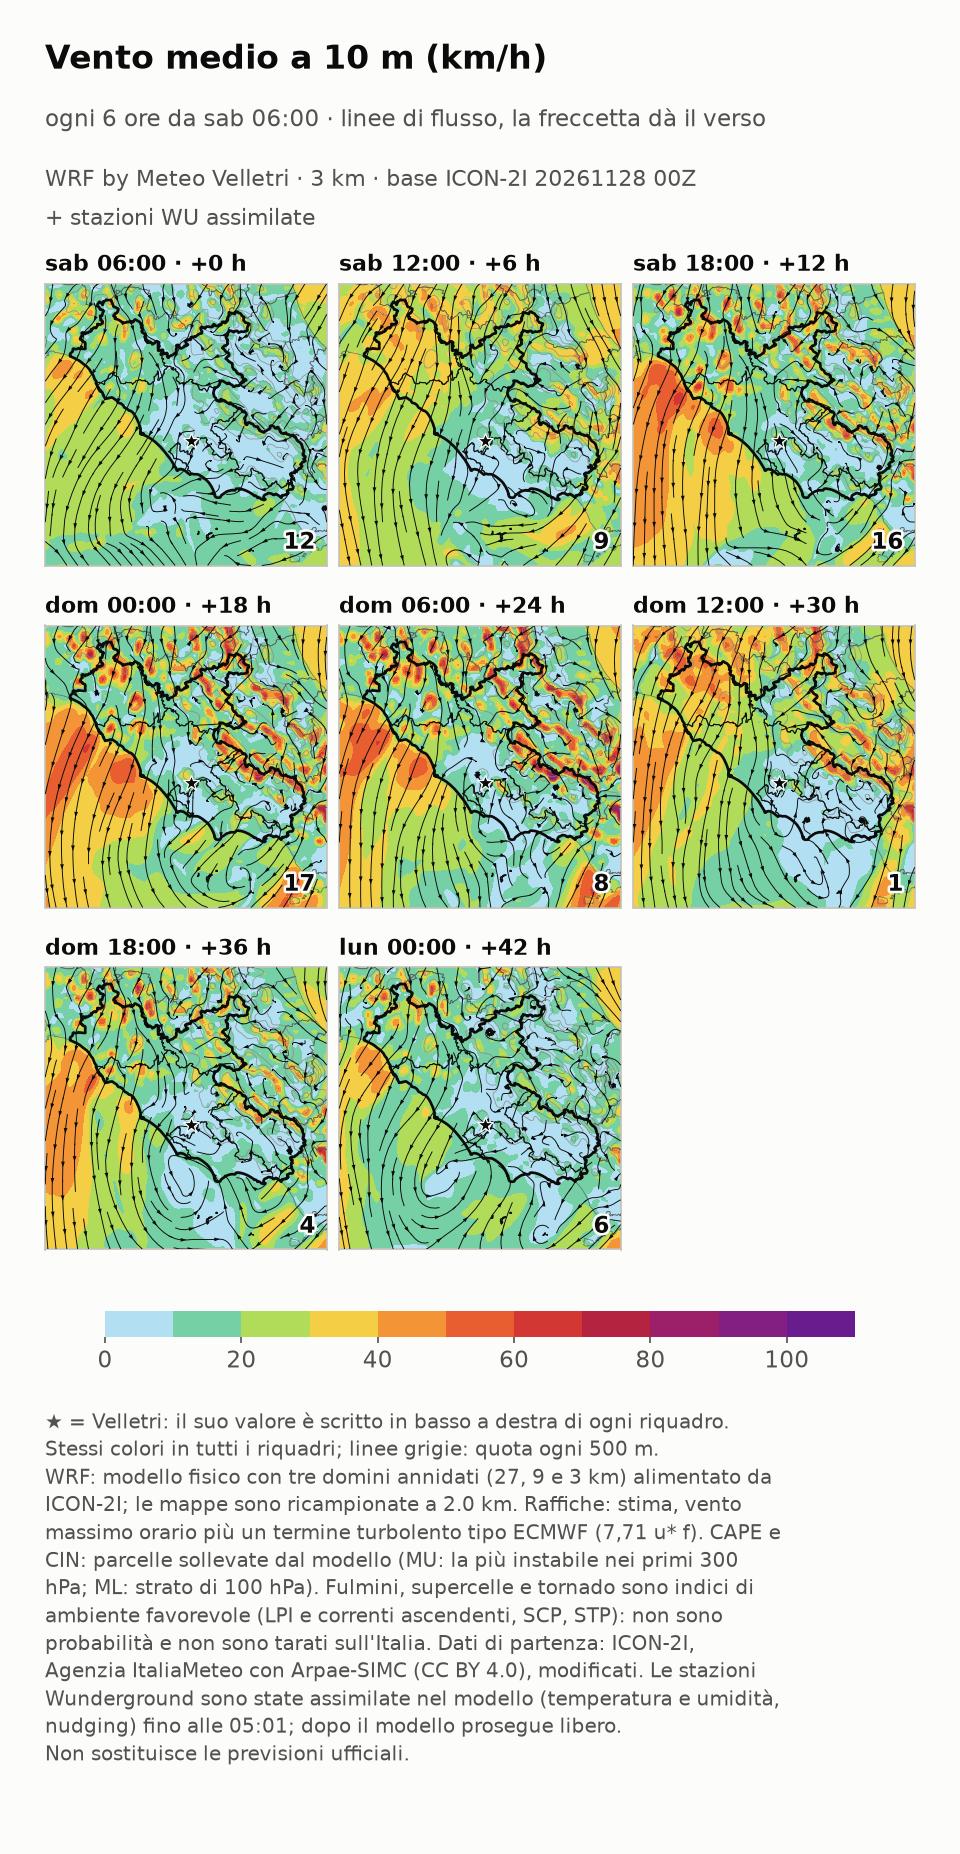 Vento medio a 10 m (km/h)
ogni 6 ore da sab 06:00 · linee di flusso, la freccetta dà il verso
WRF by Meteo Velletri · 3 km · base ICON-2I 20261128 00Z
+ stazioni WU assimilate
sab 06:00 · +0 h
sab 12:00 · +6 h
sab 18:00 · +12 h
12
9
16
dom 00:00 · +18 h
dom 06:00 · +24 h
dom 12:00 · +30 h
17
8
1
dom 18:00 · +36 h
lun 00:00 · +42 h
4
6
0 20 40 60 80 100
★ = Velletri: il suo valore è scritto in basso a destra di ogni riquadro.
Stessi colori in tutti i riquadri; linee grigie: quota ogni 500 m.
WRF: modello fisico con tre domini annidati (27, 9 e 3 km) alimentato da
ICON-2I; le mappe sono ricampionate a 2.0 km. Raffiche: stima, vento
massimo orario più un termine turbolento tipo ECMWF (7,71 u* f). CAPE e
CIN: parcelle sollevate dal modello (MU: la più instabile nei primi 300
hPa; ML: strato di 100 hPa). Fulmini, supercelle e tornado sono indici di
ambiente favorevole (LPI e correnti ascendenti, SCP, STP): non sono
probabilità e non sono tarati sull'Italia. Dati di partenza: ICON-2I,
Agenzia ItaliaMeteo con Arpae-SIMC (CC BY 4.0), modificati. Le stazioni
Wunderground sono state assimilate nel modello (temperatura e umidità,
nudging) fino alle 05:01; dopo il modello prosegue libero.
Non sostituisce le previsioni ufficiali.